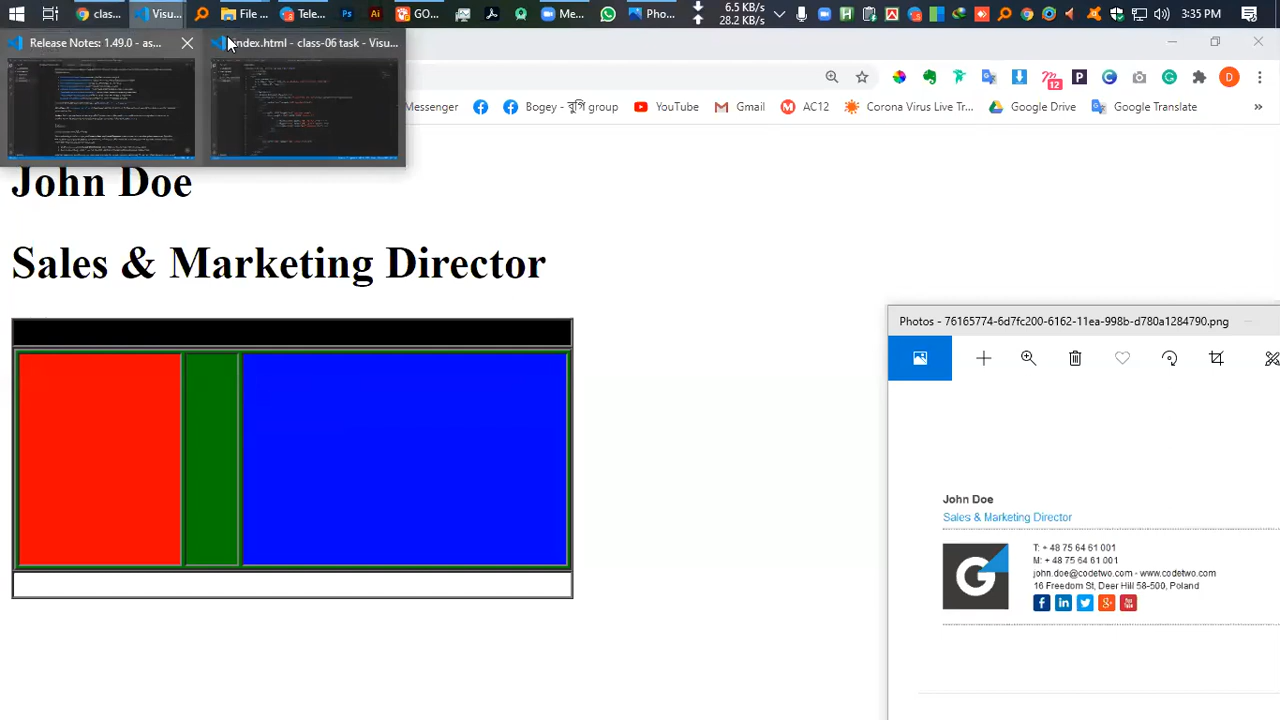 Visu...
File ...
Tele...
Ps
Ai
GO...
Me...
Pho...
6.5 KB/s
28.2 KB/s
3:35 PM
clas...
Release Notes: 1.49.0 - as...
index.html - class-06 task - Visu...
12
D
Messenger
YouTube
Gmail
AC12
Corona Virus Live Tr...
Google Drive
Google Translate
»
John Doe
Sales & Marketing Director
Photos - 76165774-6d7fc200-6162-11ea-998b-d780a1284790.png
John Doe
Sales & Marketing Director
T: + 48 75 64 61 001
M: + 48 75 64 61 001
john.doe@codetwo.com - www.codetwo.com
16 Freedom St, Deer Hill 58-500, Poland